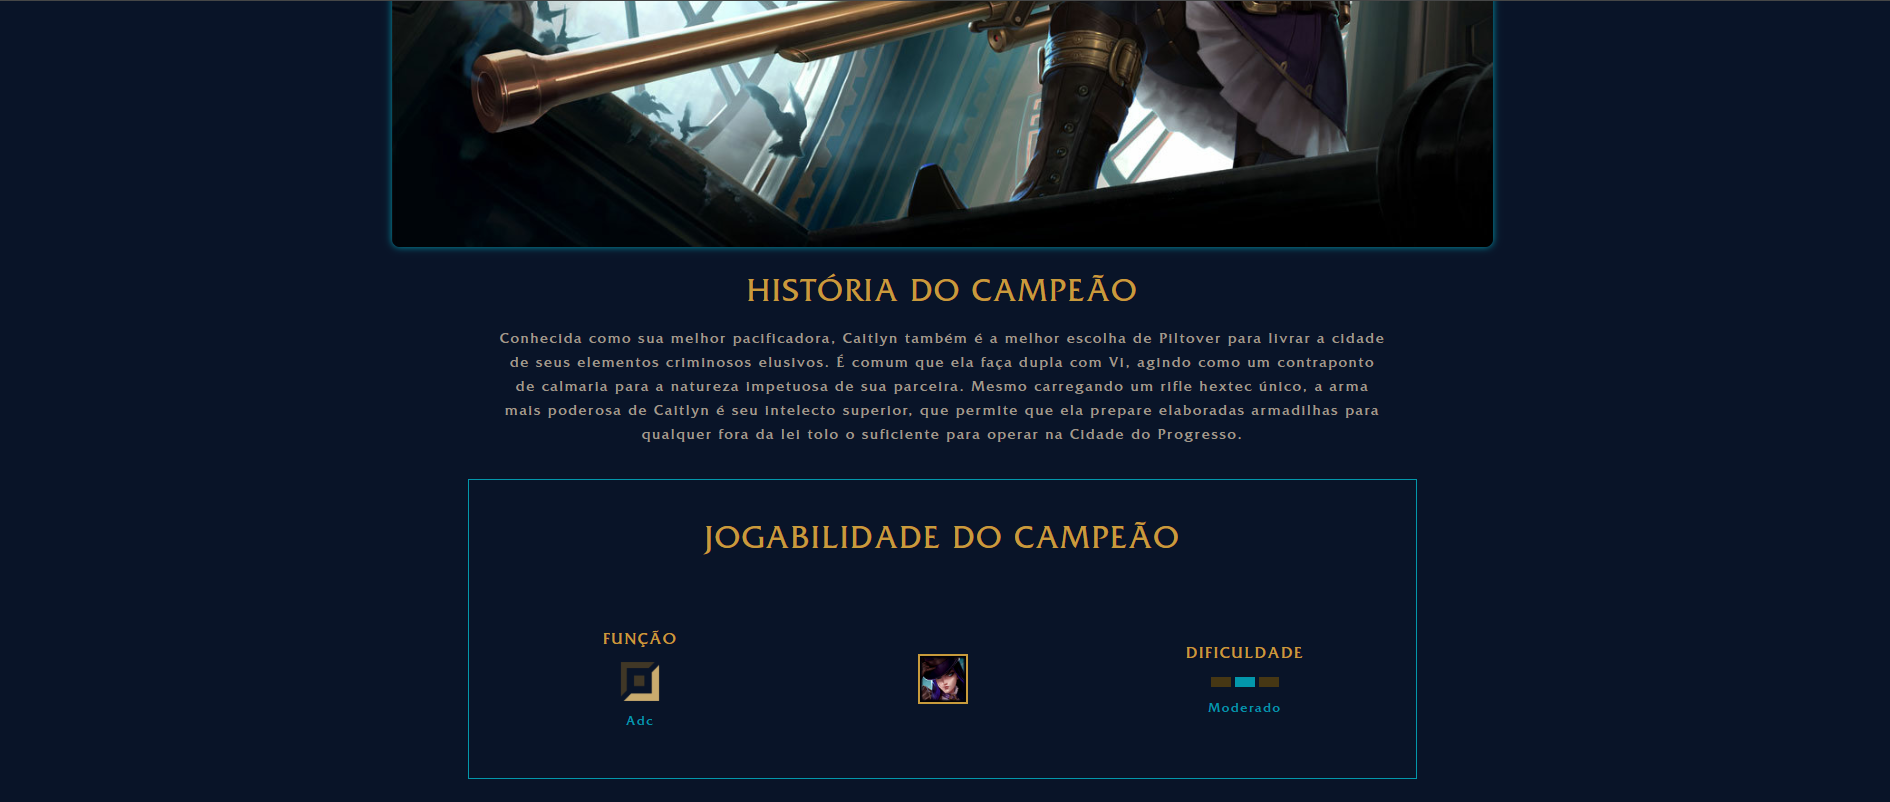 HISTÓRIA DO CAMPEÃO
Conhecida como sua melhor pacificadora, Caitlyn também é a melhor escolha de Piltover para livrar a cidade
de seus elementos criminosos elusivos. É comum que ela faça dupla com Vi, agindo como um contraponto
de calmaria para a natureza impetuosa de sua parceira. Mesmo carregando um rifle hextec único, a arma
mais poderosa de Caitlyn é seu intelecto superior, que permite que ela prepare elaboradas armadilhas para
qualquer fora da lei tolo o suficiente para operar na Cidade do Progresso.
JOGABILIDADE DO CAMPEÃO
FUNÇÃO
Adc
DIFICULDADE
Moderado